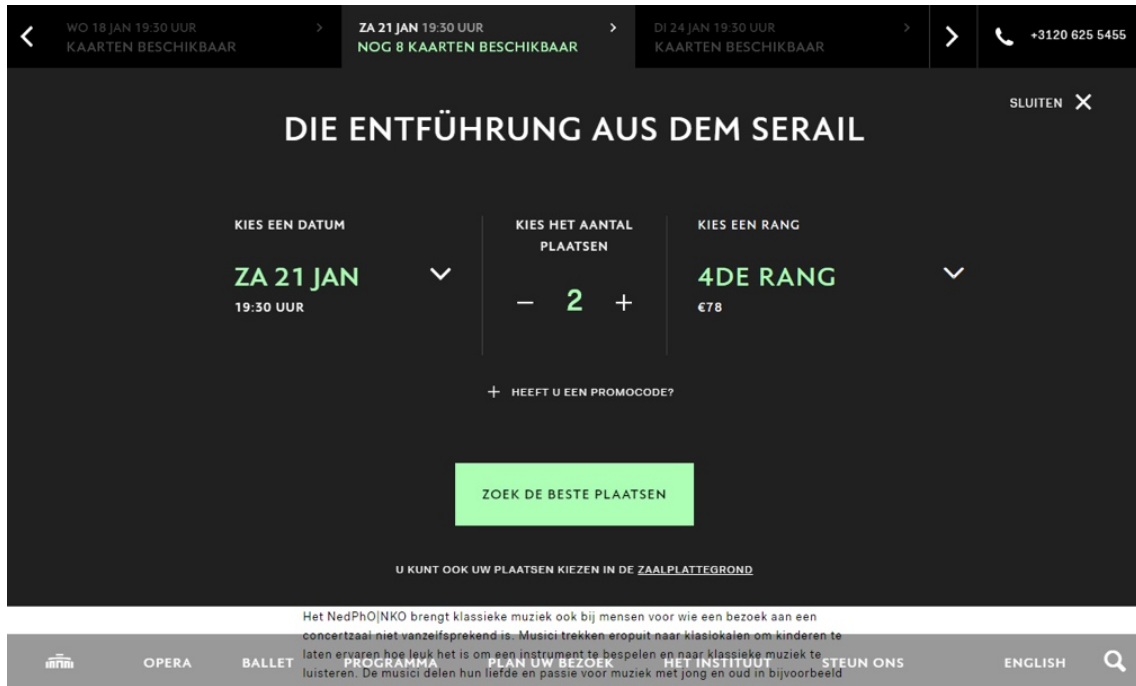 WO 18 JAN 19:30 UUR
KAARTEN BESCHIKBAAR
ZA 21 JAN 19:30 UUR
NOG 8 KAARTEN BESCHIKBAAR
DI 24 JAN 19:30 UUR
KAARTEN BESCHIKBAAR
+3120 625 5455
SLUITEN
DIE ENTFÜHRUNG AUS DEM SERAIL
KIES EEN DATUM
ZA 21 JAN
19:30 UUR
KIES HET AANTAL
PLAATSEN
– 2 +
KIES EEN RANG
4DE RANG
€78
+ HEEFT U EEN PROMOCODE?
ZOEK DE BESTE PLAATSEN
U KUNT OOK UW PLAATSEN KIEZEN IN DE ZAALPLATTEGROND
Het NedPhO|NKO brengt klassieke muziek ook bij mensen voor wie een bezoek aan een
concertzaal niet vanzelfsprekend is. Musici trekken eropuit naar klaslokalen om kinderen te
laten ervaren hoe leuk het is om een instrument te bespelen en naar klassieke muziek te
luisteren. De musici delen hun liefde en passie voor muziek met jong en oud in bijvoorbeeld
OPERA BALLET PROGRAMMA PLAN UW BEZOEK HET INSTITUUT STEUN ONS ENGLISH